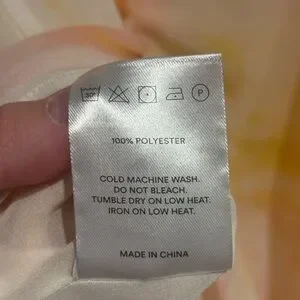 30°
P
100% POLYESTER
COLD MACHINE WASH.
DO NOT BLEACH.
TUMBLE DRY ON LOW HEAT.
IRON ON LOW HEAT.
MADE IN CHINA